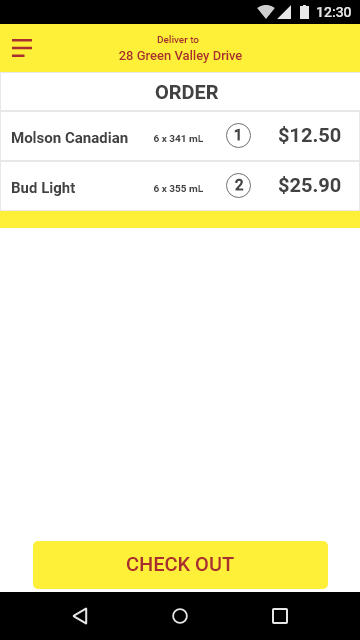 12:30
Deliver to
28 Green Valley Drive
ORDER
Molson Canadian 6 x 341 mL 1 $12.50
Bud Light 6 x 355 mL 2 $25.90
CHECK OUT